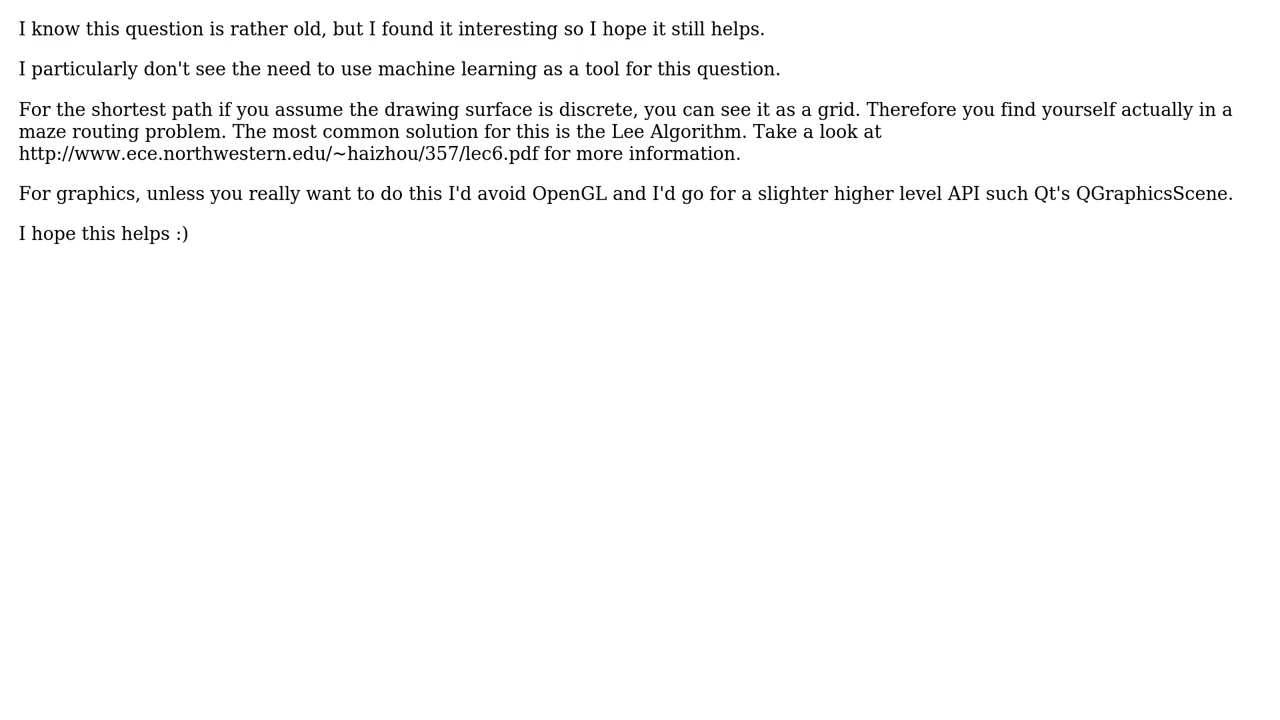 I know this question is rather old, but I found it interesting so I hope it still helps.
I particularly don't see the need to use machine learning as a tool for this question.
For the shortest path if you assume the drawing surface is discrete, you can see it as a grid. Therefore you find yourself actually in a
maze routing problem. The most common solution for this is the Lee Algorithm. Take a look at
http://www.ece.northwestern.edu/~haizhou/357/lec6.pdf for more information.
For graphics, unless you really want to do this I'd avoid OpenGL and I'd go for a slighter higher level API such Qt's QGraphicsScene.
I hope this helps :)